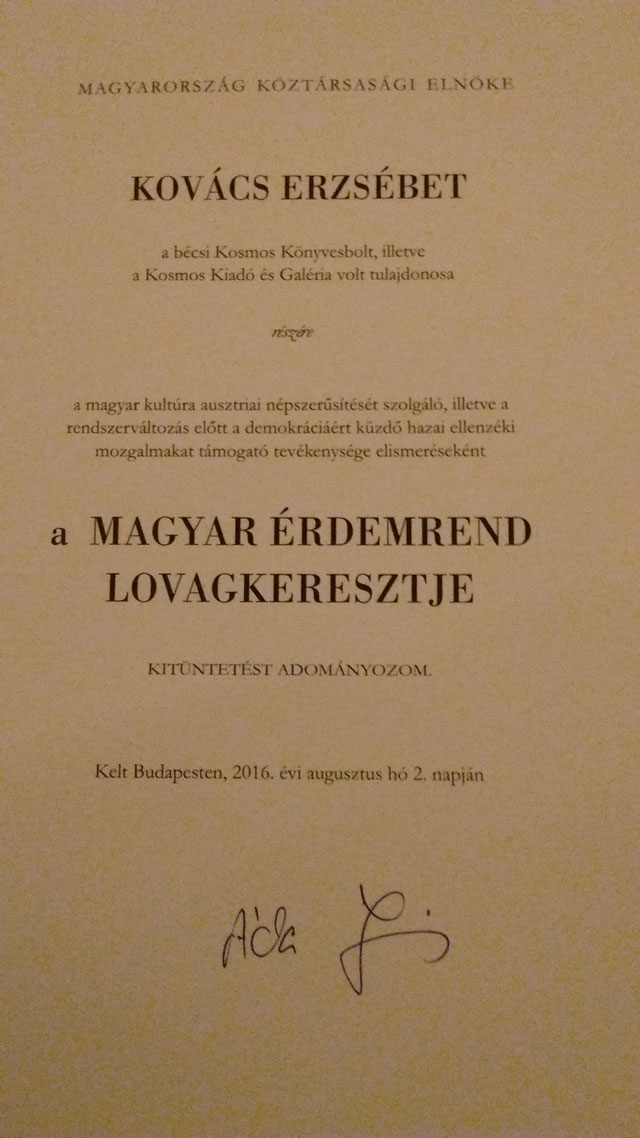 MAGYARORSZÁG KÖZTÁRSASÁGI ELNÖKE
KOVÁCS ERZSÉBET
a bécsi Kosmos Könyvesbolt, illetve
a Kosmos Kiadó és Galéria volt tulajdonosa
részére
a magyar kultúra ausztriai népszerűsítését szolgáló, illetve a
rendszerváltozás előtt a demokráciáért küzdő hazai ellenzéki
mozgalmakat támogató tevékenysége elismeréseként
a MAGYAR ÉRDEMREND
LOVAGKERESZTJE
KITÜNTETÉST ADOMÁNYOZOM.
Kelt Budapesten, 2016. évi augusztus hó 2. napján